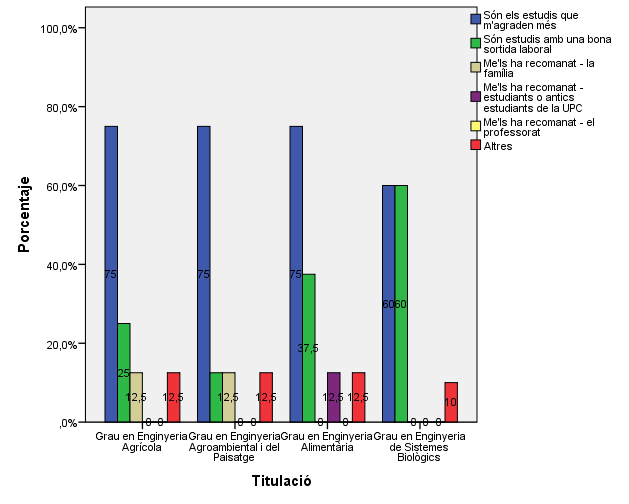 100,0%
80,0%
60,0%
40,0%
20,0%
,0%
Porcentaje
75
25
12,5
0
0
12,5
75
12,5
0
0
12,5
75
37,5
0
12,5
0
12,5
60
60
0
0
0
10
Grau en Enginyeria
Agrícola
Grau en Enginyeria
Agroambiental i del
Paisatge
Grau en Enginyeria
Alimentària
Grau en Enginyeria
de Sistemes
Biològics
Titulació
Són els estudis que
m'agraden més
Són estudis amb una bona
sortida laboral
Me'ls ha recomanat - la
família
Me'ls ha recomanat -
estudiants o antics
estudiants de la UPC
Me'ls ha recomanat - el
professorat
Altres